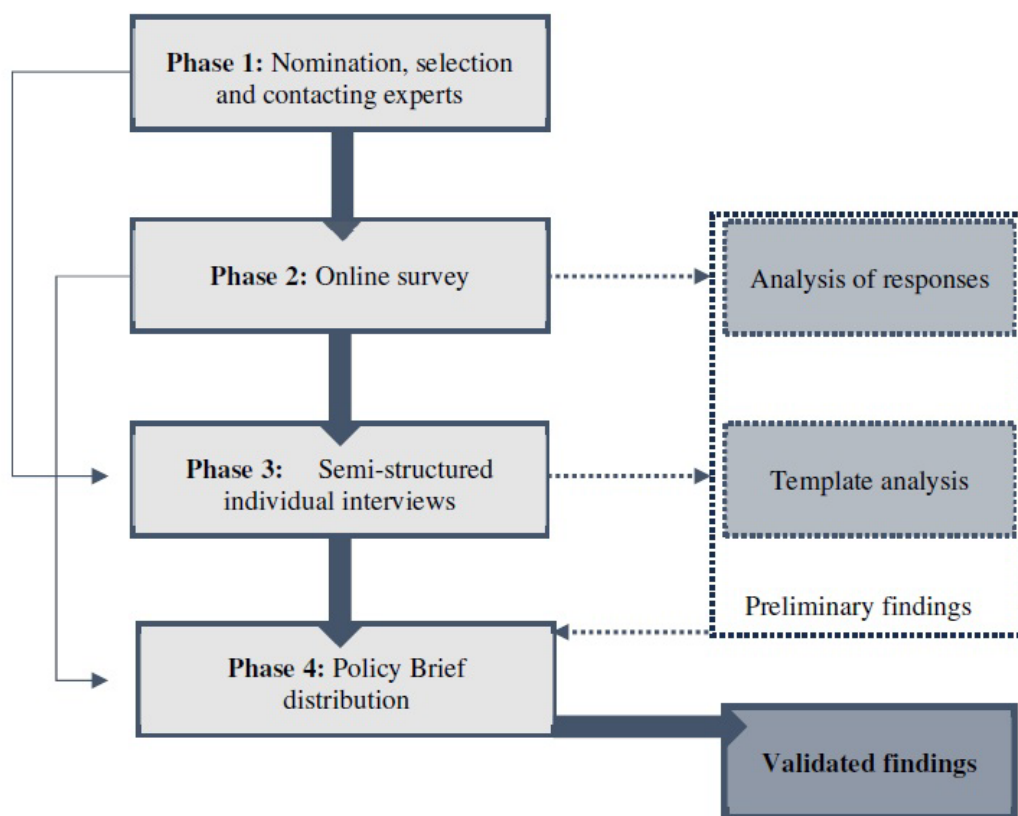 Phase 1: Nomination, selection
and contacting experts
Phase 2: Online survey
Analysis of responses
Phase 3: Semi-structured
individual interviews
Template analysis
Preliminary findings
Phase 4: Policy Brief
distribution
Validated findings